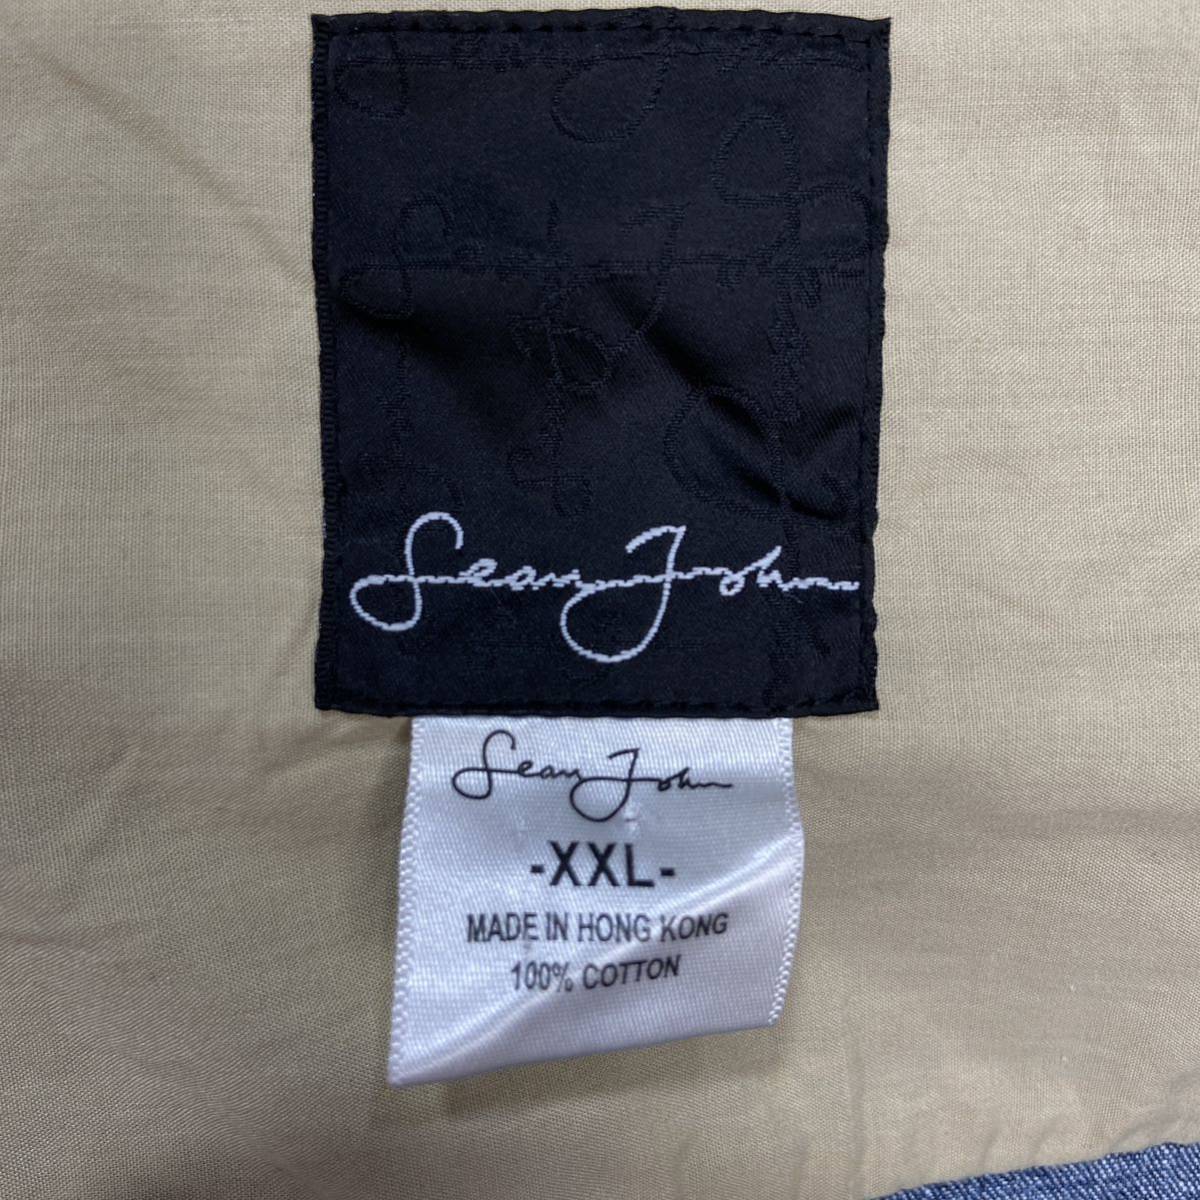 Sean John
Sean John
-XXL-
MADE IN HONG KONG
100% COTTON